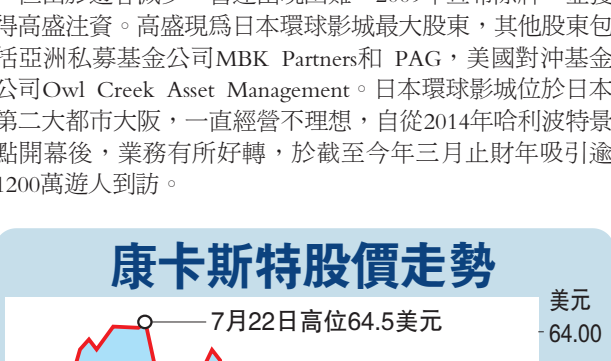 得高盛注資。高盛現爲日本環球影城最大股東,其他股東包
括亞洲私募基金公司MBK Partners和 PAG,美國對沖基金
公司Owl Creek Asset Management。日本環球影城位於日本
第二大都市大阪,一直經營不理想,自從2014年哈利波特景
點開幕後,業務有所好轉,於截至今年三月止財年吸引逾
1200萬遊人到訪。
康卡斯特股價走勢
美元
7月22日高位64.5美元
64.00